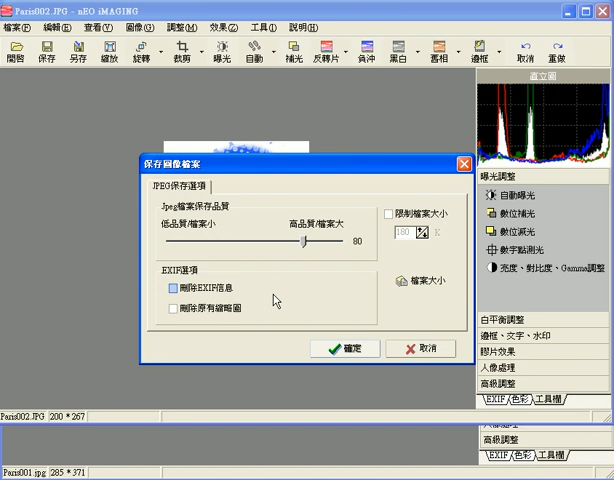 Paris002.JPG - nEO iMAGING
檔案(F) 編輯(E) 查看(V) 圖像(G) 調整(M) 效果(Z) 工具(I) 說明(H)
開啟 保存 另存 縮放 旋轉 裁剪 曝光 自動 補光 反轉片 負沖 黑白 舊相 邊框 取消 重做
直方圖
保存圖像檔案
JPEG保存選項
Jpeg檔案保存品質
低品質/檔案小 高品質/檔案大
80
限制檔案大小
180 K
EXIF選項
刪除EXIF信息
刪除原有縮略圖
檔案大小
確定 取消
曝光調整
自動曝光
數位補光
數位減光
數字點測光
亮度、對比度、Gamma調整
白平衡調整
邊框、文字、水印
膠片效果
人像處理
高級調整
EXIF 色彩 工具欄
Paris002.JPG 200 * 267
人像處理
高級調整
EXIF 色彩 工具欄
Paris001.jpg 285 * 371